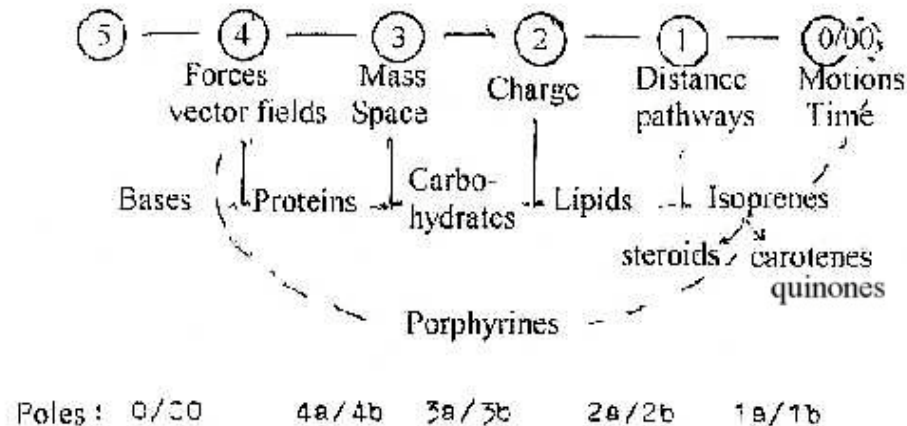 5 4 3 2 1 0/00
Forces Mass Charge Distance Motions
vector fields Space pathways Time
Bases Proteins Carbo- Lipids Isoprenes
hydrates
steroids carotenes
quinones
Porphyrines
Poles: 0/00 4a/4b 3a/3b 2a/2b 1a/1b